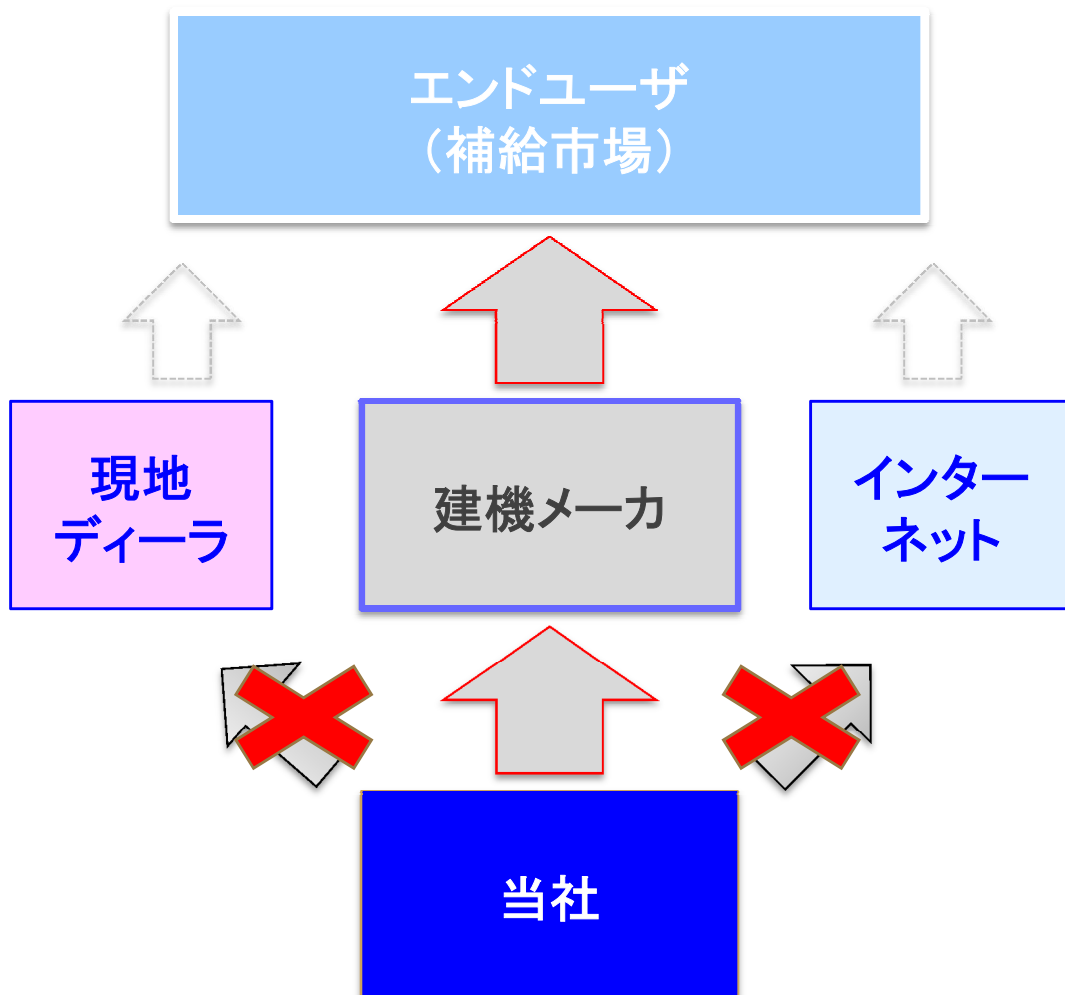 エンドユーザ
（補給市場）
現地
ディーラ
建機メーカ
インター
ネット
当社